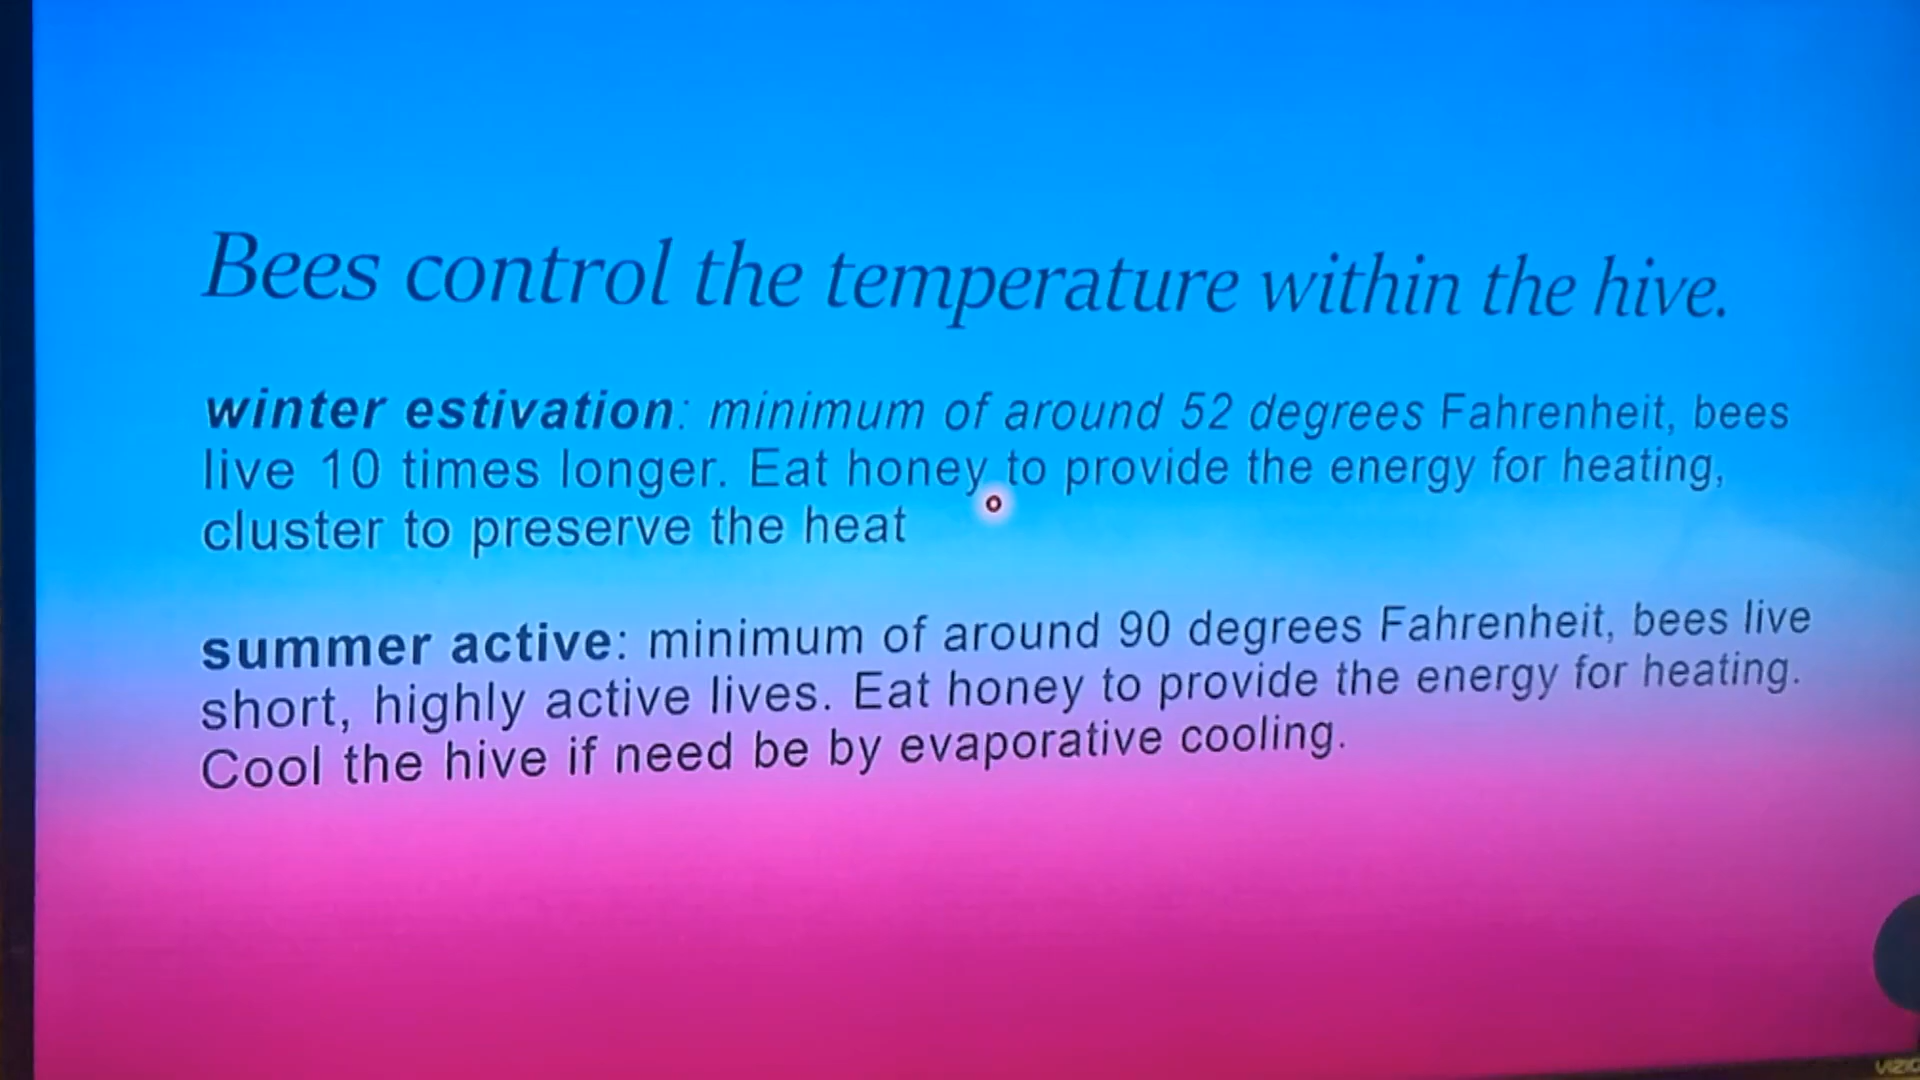 Bees control the temperature within the hive.
winter estivation: minimum of around 52 degrees Fahrenheit, bees
live 10 times longer. Eat honey to provide the energy for heating,
cluster to preserve the heat
summer active: minimum of around 90 degrees Fahrenheit, bees live
short, highly active lives. Eat honey to provide the energy for heating.
Cool the hive if need be by evaporative cooling.